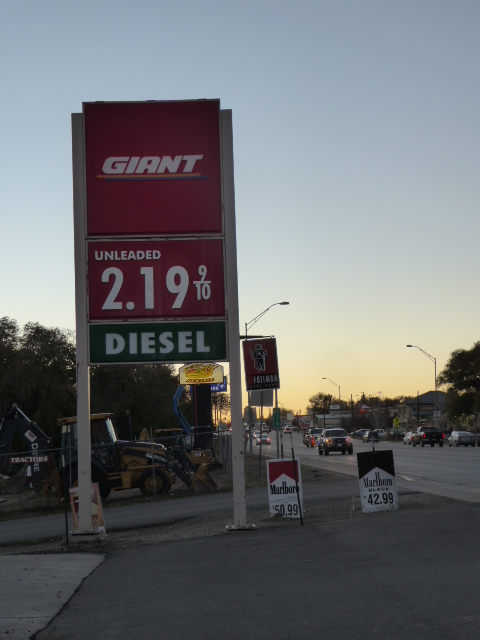 GIANT
UNLEADED
2.19 9/10
DIESEL
TRACTORS
Marlboro
50.99
Marlboro
BLACK
42.99